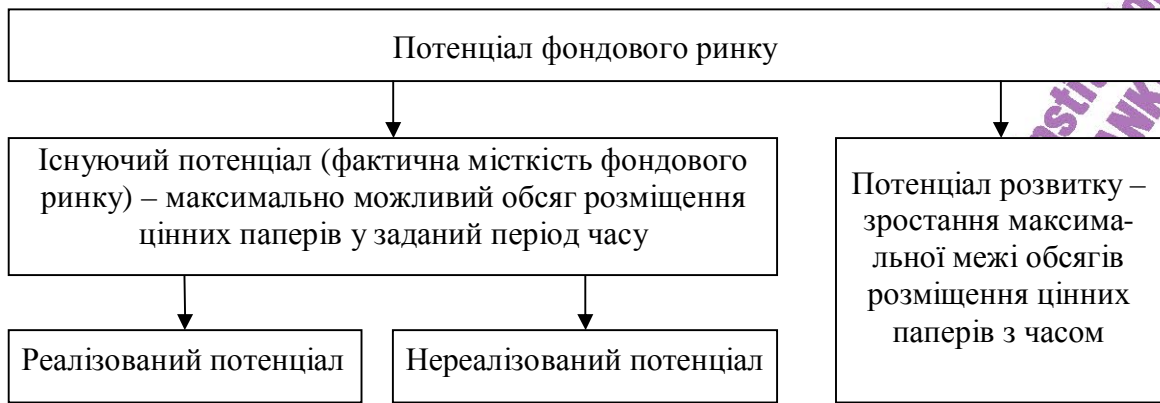 Потенціал фондового ринку
Існуючий потенціал (фактична місткість фондового
ринку) – максимально можливий обсяг розміщення
цінних паперів у заданий період часу
Потенціал розвитку –
зростання максима-
льної межі обсягів
розміщення цінних
паперів з часом
Реалізований потенціал
Нереалізований потенціал